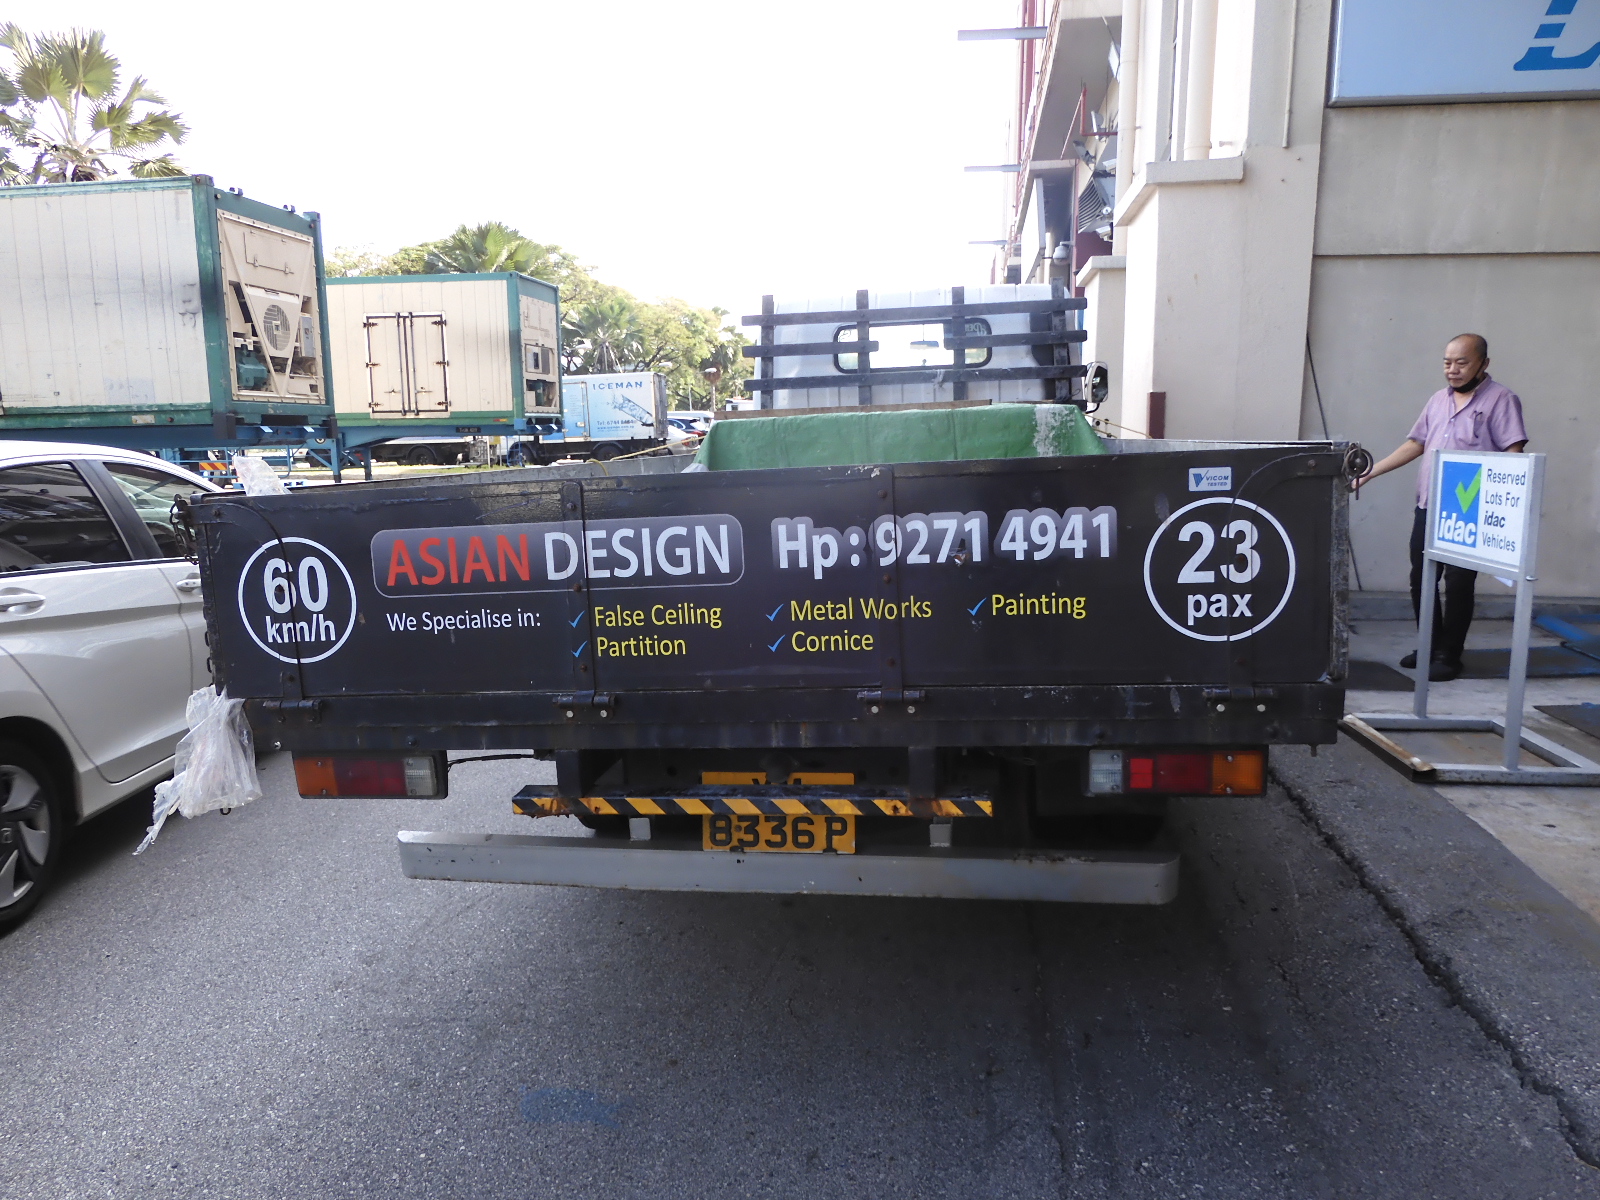 ICEMAN
VICOM
TESTED
60
km/h
ASIAN DESIGN
Hp: 9271 4941
23
pax
We Specialise in:
✓ False Ceiling
✓ Metal Works
✓ Painting
✓ Partition
✓ Cornice
8336P
idac
Reserved
Lots For
idac
Vehicles